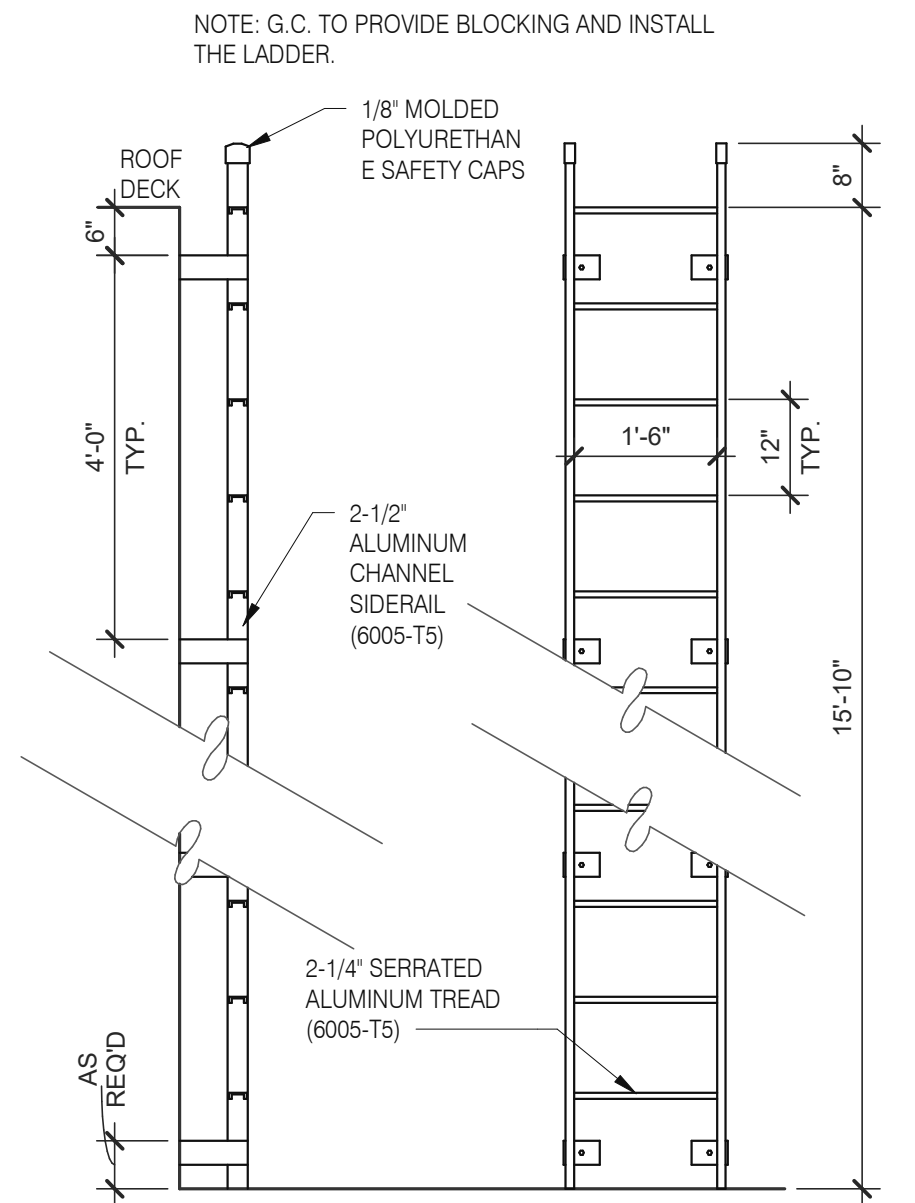 NOTE: G.C. TO PROVIDE BLOCKING AND INSTALL
THE LADDER.
1/8" MOLDED
POLYURETHAN
E SAFETY CAPS
ROOF
DECK
6"
8"
4'-0"
TYP.
1'-6"
12"
TYP.
2-1/2"
ALUMINUM
CHANNEL
SIDERAIL
(6005-T5)
15'-10"
2-1/4" SERRATED
ALUMINUM TREAD
(6005-T5)
AS
REQ'D